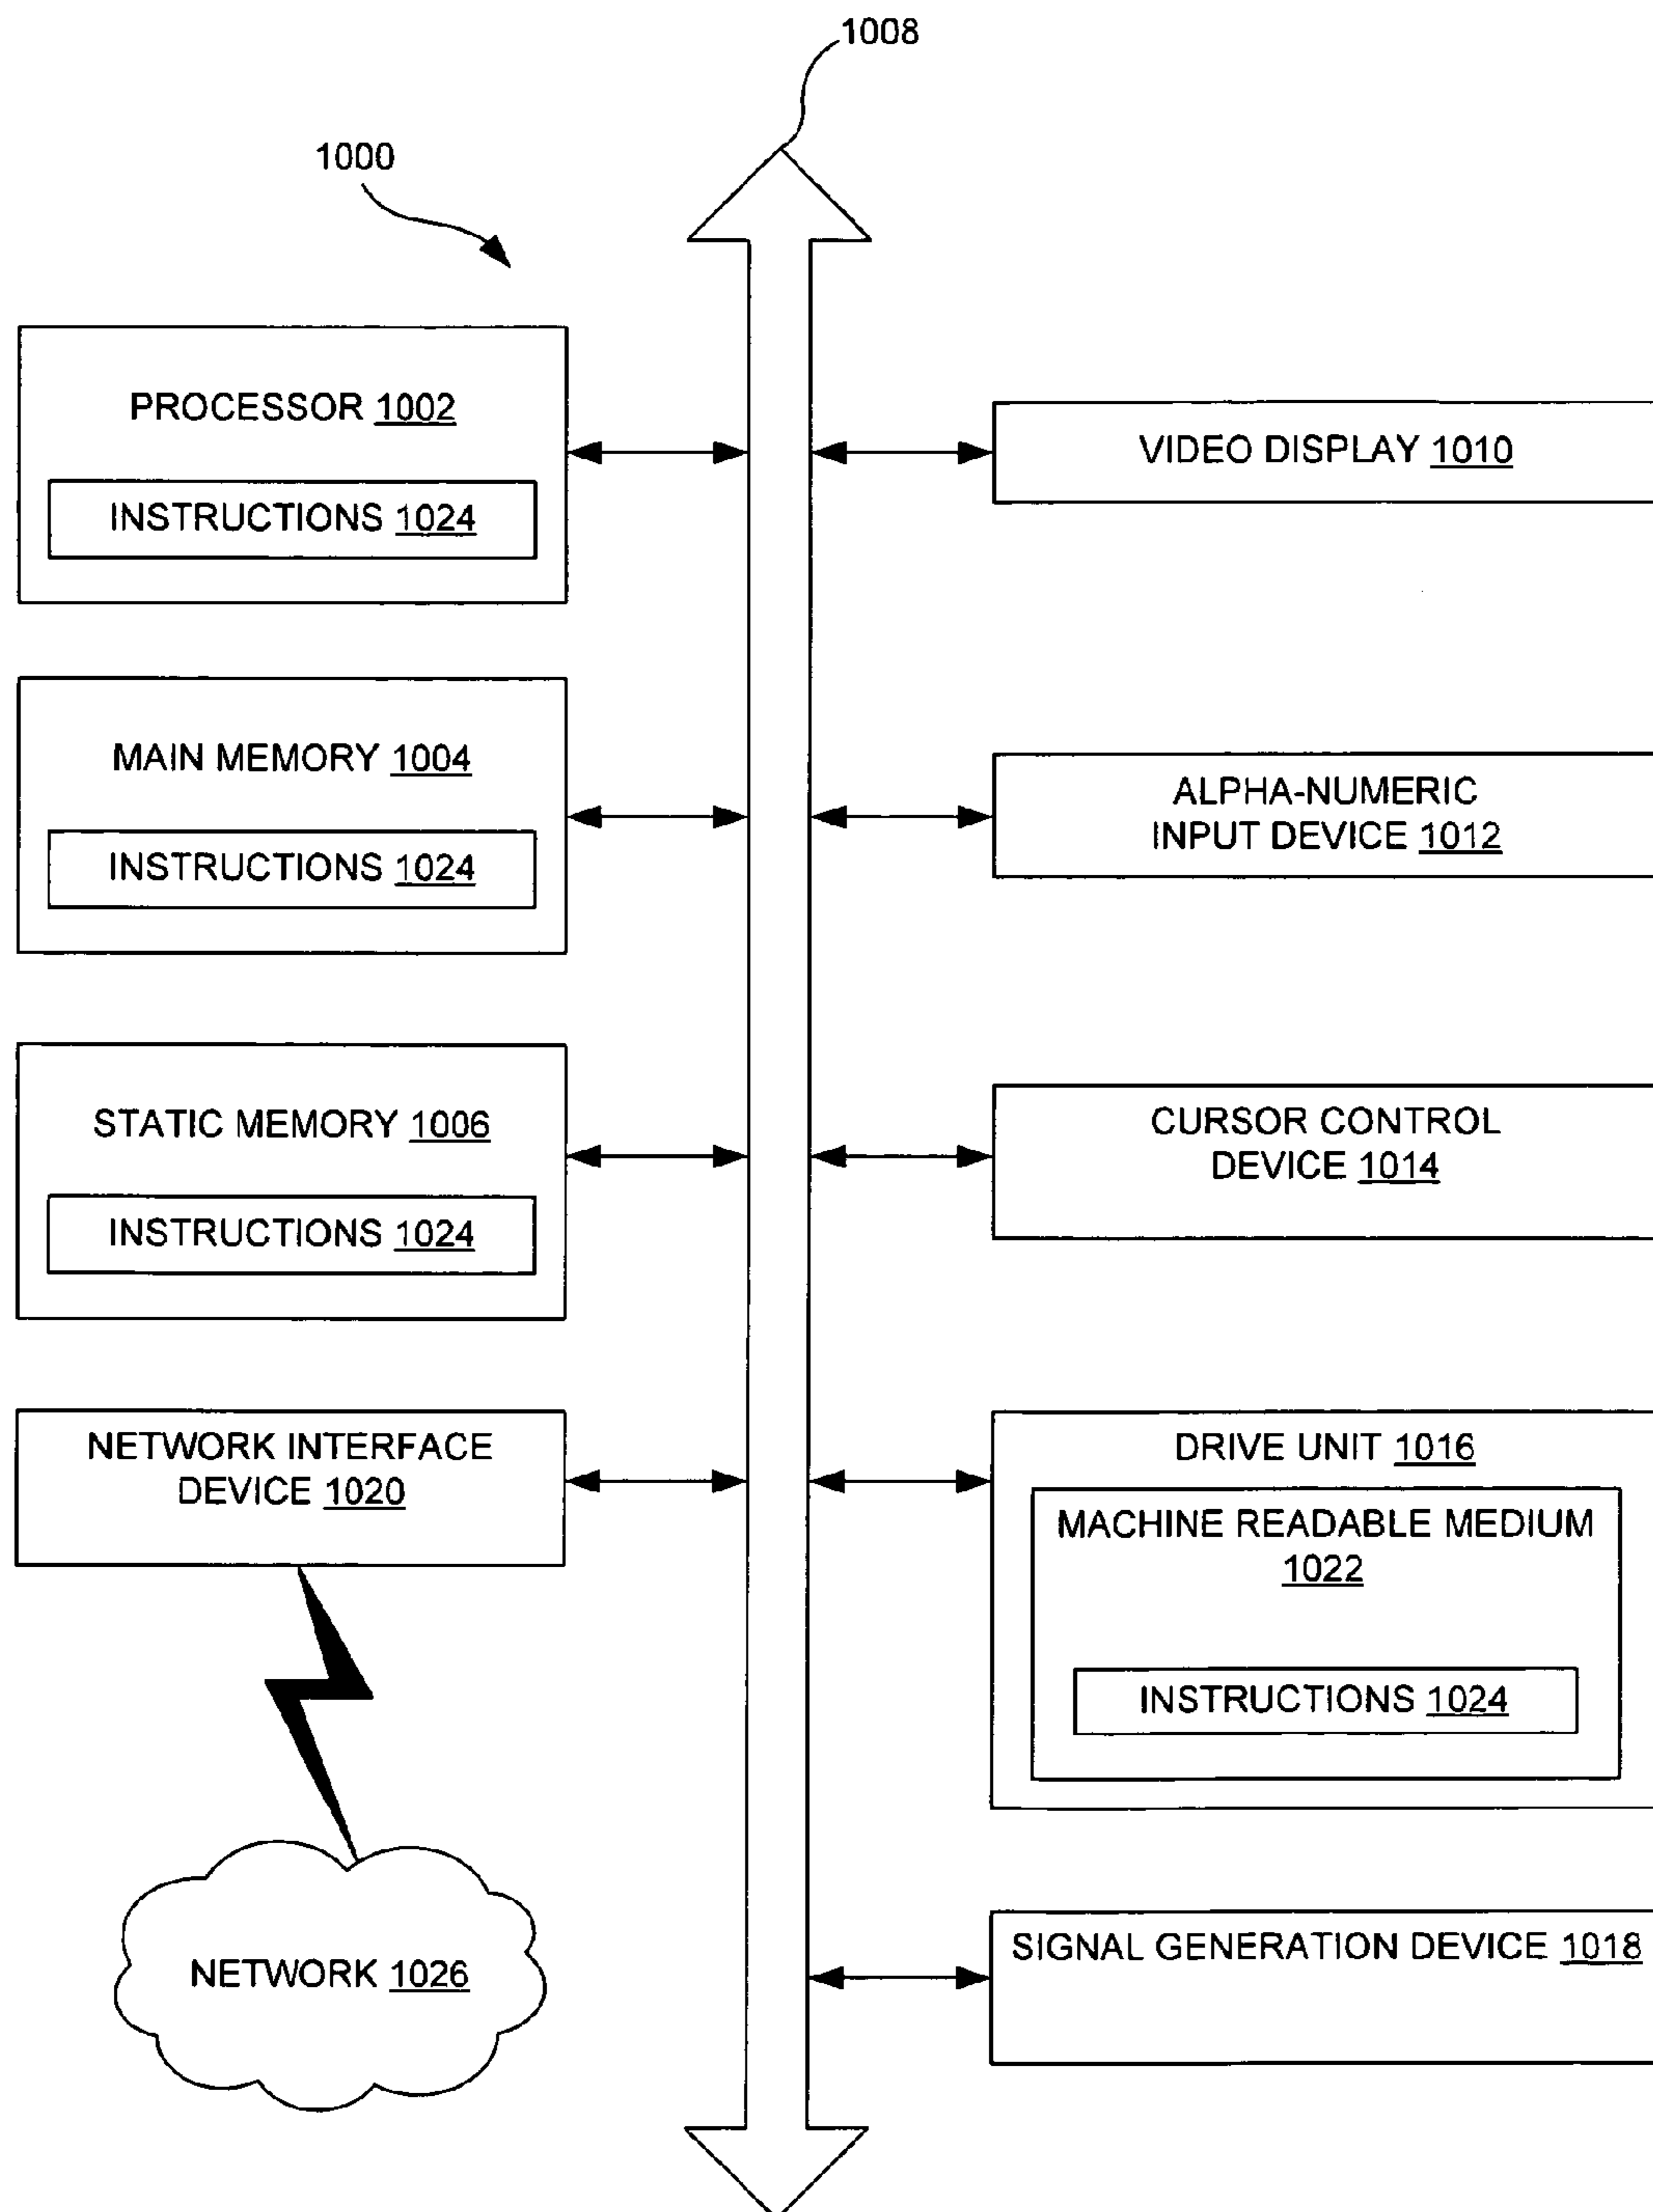 1008
1000
PROCESSOR 1002
INSTRUCTIONS 1024
MAIN MEMORY 1004
INSTRUCTIONS 1024
STATIC MEMORY 1006
INSTRUCTIONS 1024
NETWORK INTERFACE
DEVICE 1020
NETWORK 1026
VIDEO DISPLAY 1010
ALPHA-NUMERIC
INPUT DEVICE 1012
CURSOR CONTROL
DEVICE 1014
DRIVE UNIT 1016
MACHINE READABLE MEDIUM
1022
INSTRUCTIONS 1024
SIGNAL GENERATION DEVICE 1018